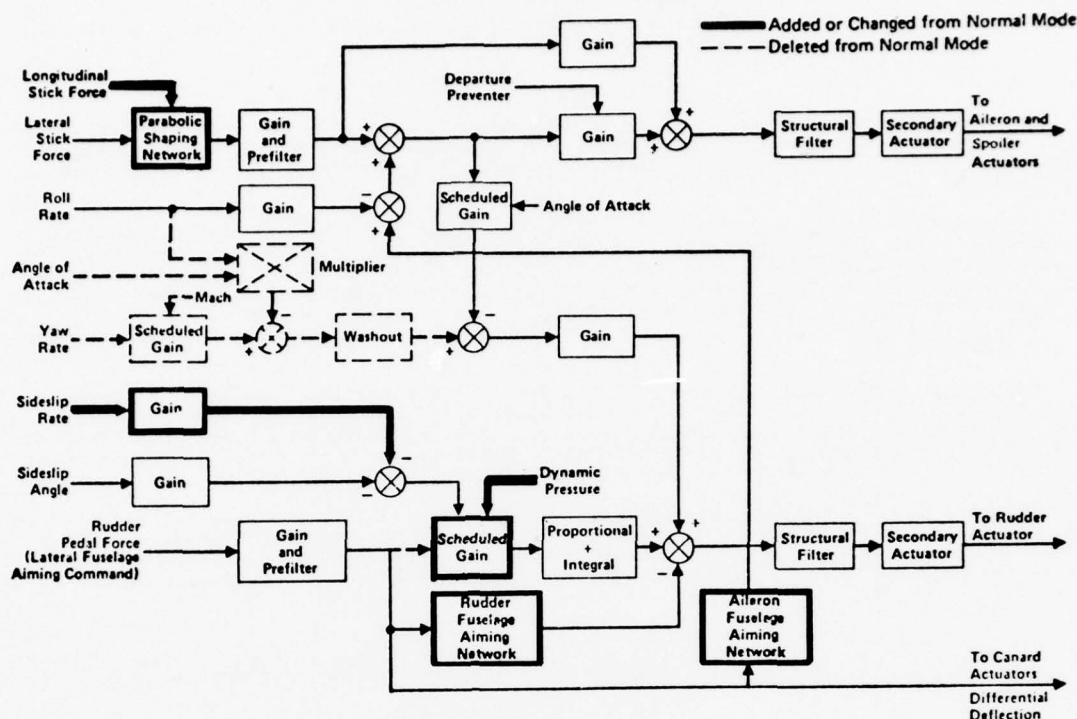 Added or Changed from Normal Mode
Deleted from Normal Mode
Longitudinal
Stick Force
Lateral
Stick
Force
Parabolic
Shaping
Network
Gain
and
Prefilter
Gain
Departure
Preventer
Gain
Structural
Filter
Secondary
Actuator
To
Aileron and
Spoiler
Actuators
Roll
Rate
Gain
Scheduled
Gain
Angle of Attack
Angle of
Attack
Multiplier
Mach
Yaw
Rate
Scheduled
Gain
Washout
Gain
Sideslip
Rate
Gain
Sideslip
Angle
Gain
Dynamic
Pressure
Rudder
Pedal Force
(Lateral Fuselage
Aiming Command)
Gain
and
Prefilter
Scheduled
Gain
Proportional
+
Integral
Structural
Filter
Secondary
Actuator
To Rudder
Actuator
Rudder
Fuselage
Aiming
Network
Aileron
Fuselege
Aiming
Network
To Canard
Actuators
Differential
Deflection